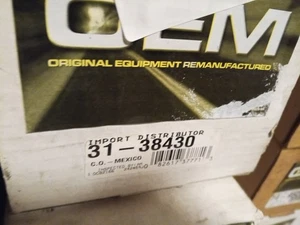 OEM
ORIGINAL EQUIPMENT REMANUFACTURED
IMPORT DISTRIBUTOR
31-38430
C.O.-MEXICO